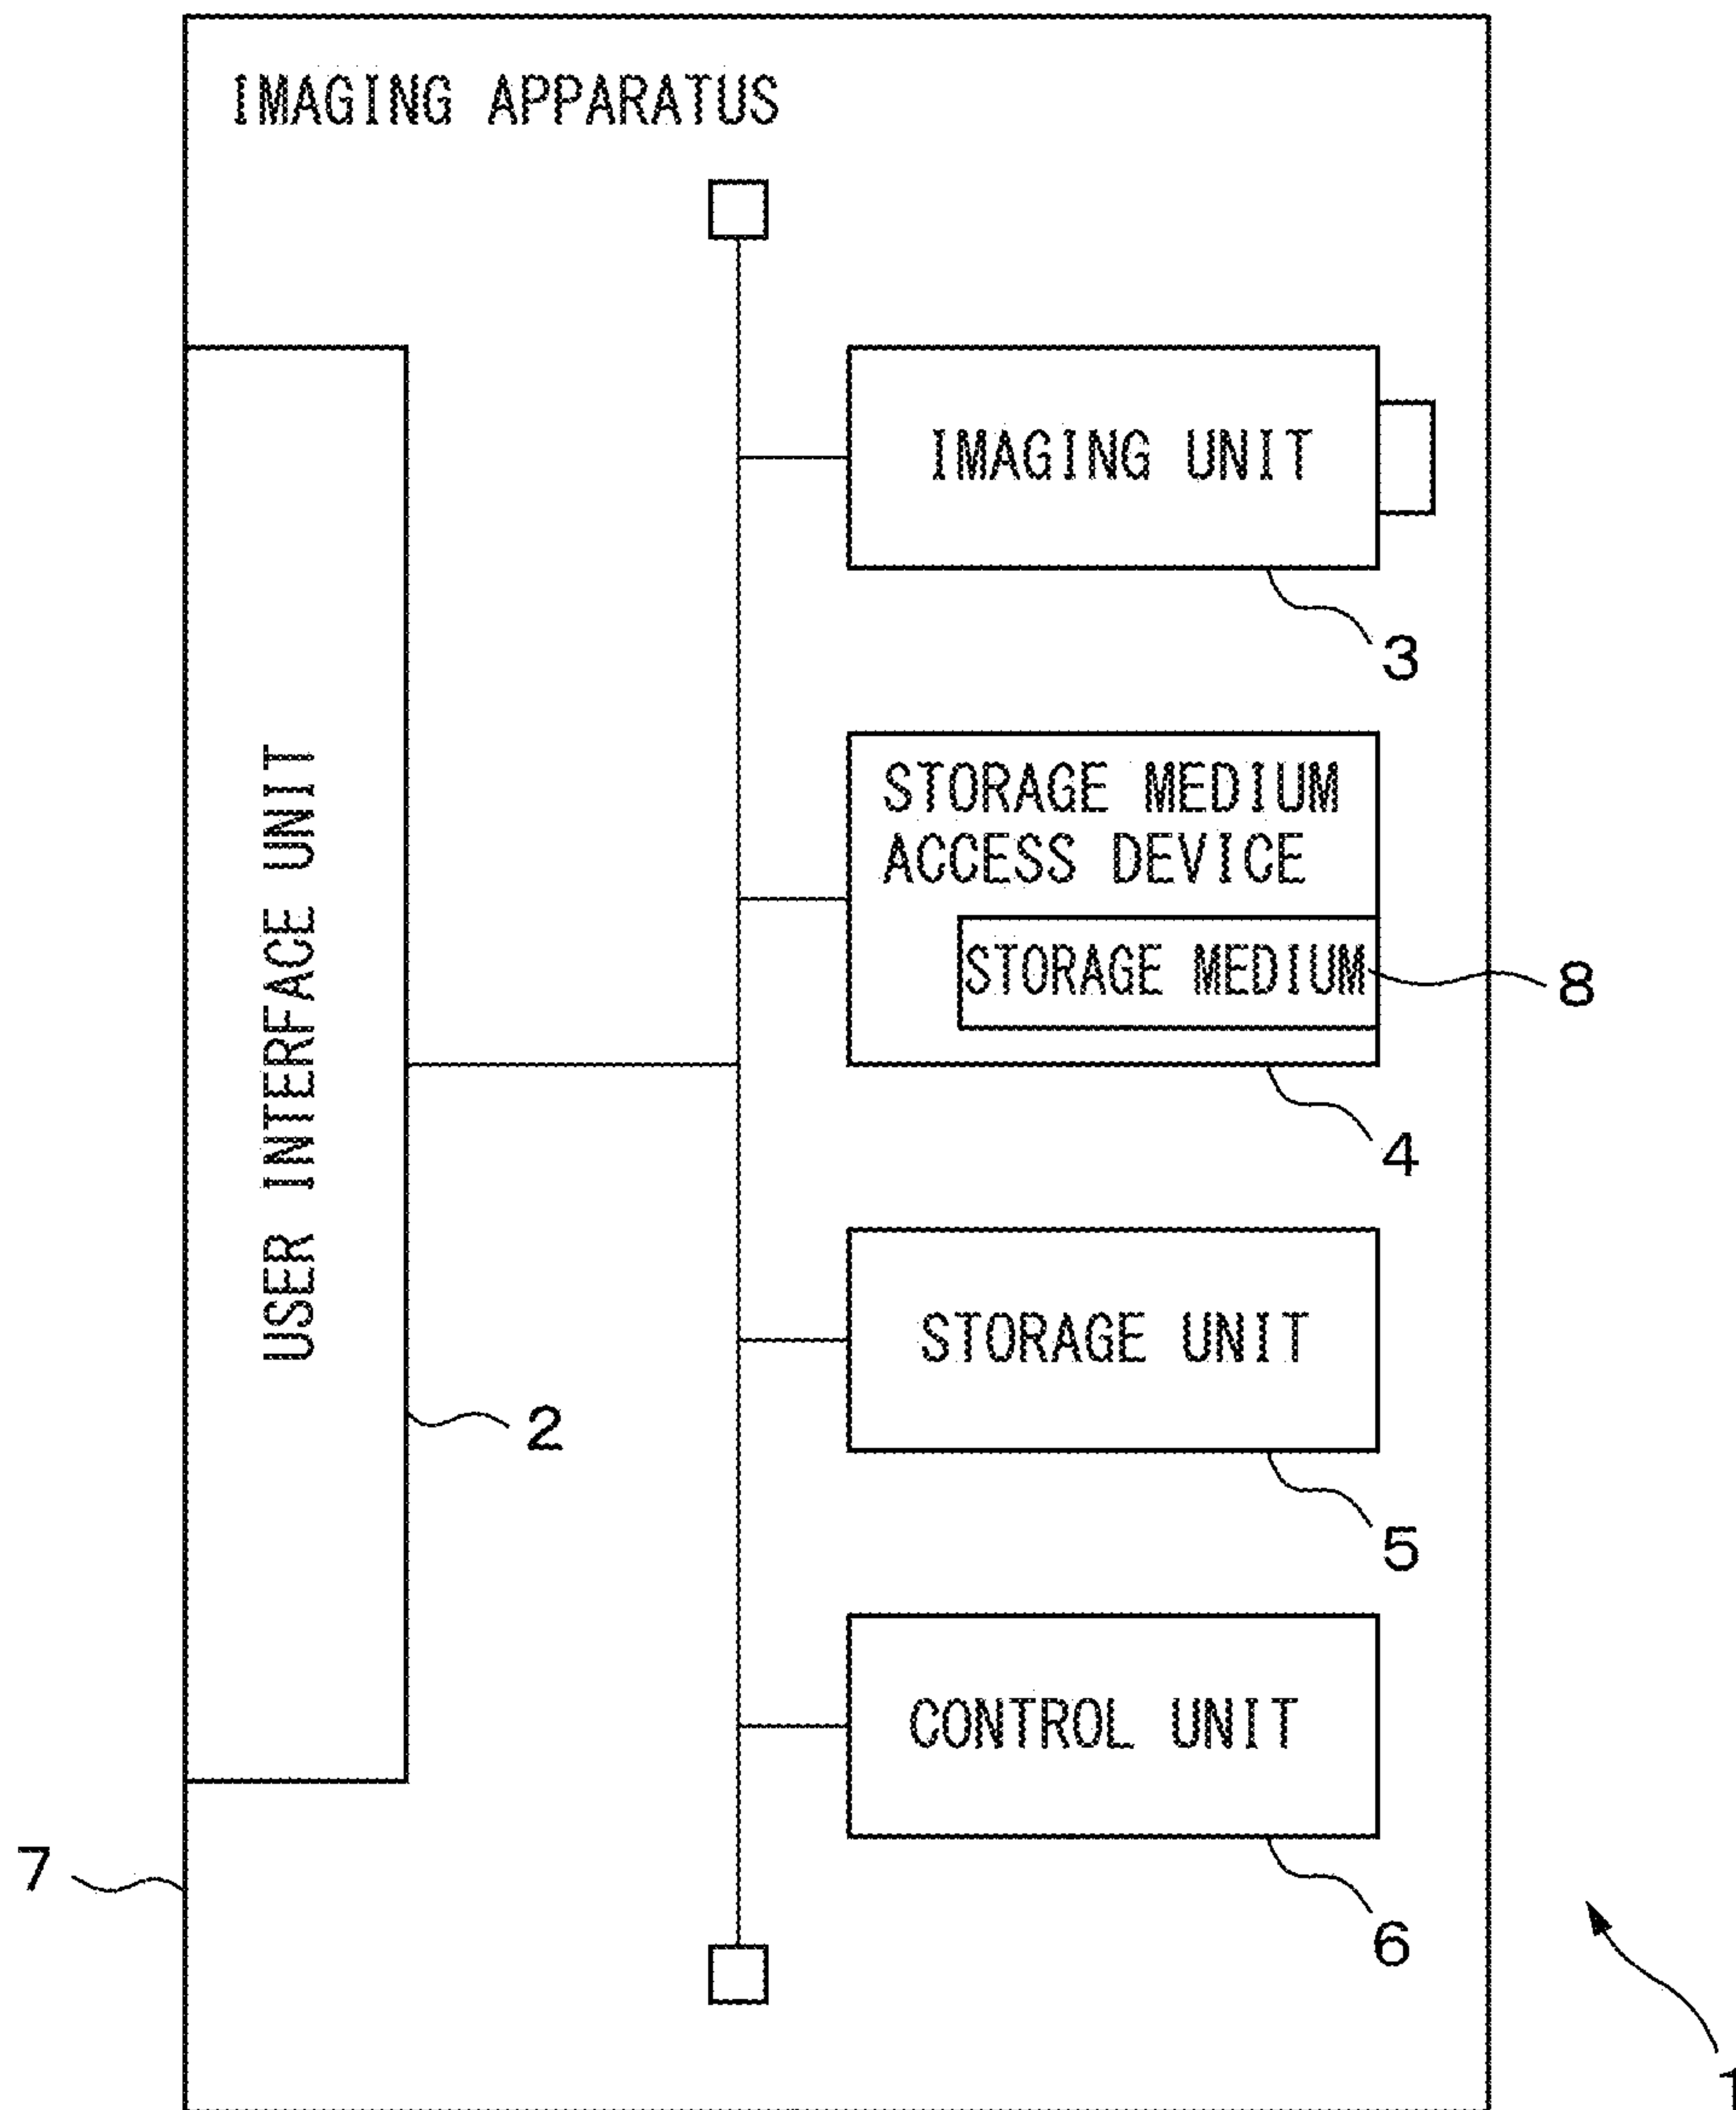 IMAGING APPARATUS
IMAGING UNIT
3
STORAGE MEDIUM
ACCESS DEVICE
STORAGE MEDIUM
8
4
USER INTERFACE UNIT
2
STORAGE UNIT
5
CONTROL UNIT
6
7
1